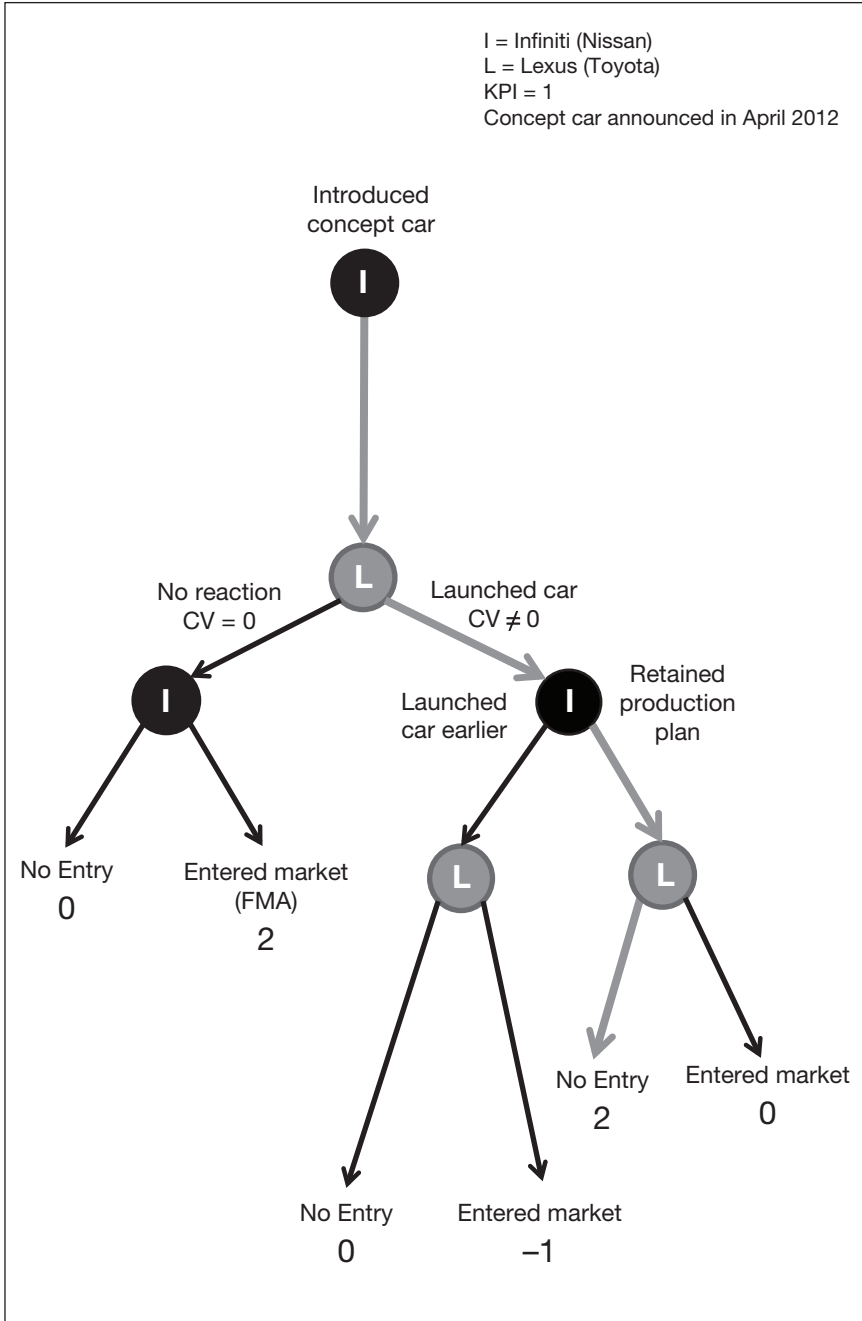 I = Infiniti (Nissan)
L = Lexus (Toyota)
KPI = 1
Concept car announced in April 2012
Introduced
concept car
I
L
No reaction
CV = 0
Launched car
CV ≠ 0
I
Launched
car earlier
I
Retained
production
plan
No Entry
0
Entered market
(FMA)
2
L
L
No Entry
2
Entered market
0
No Entry
0
Entered market
–1